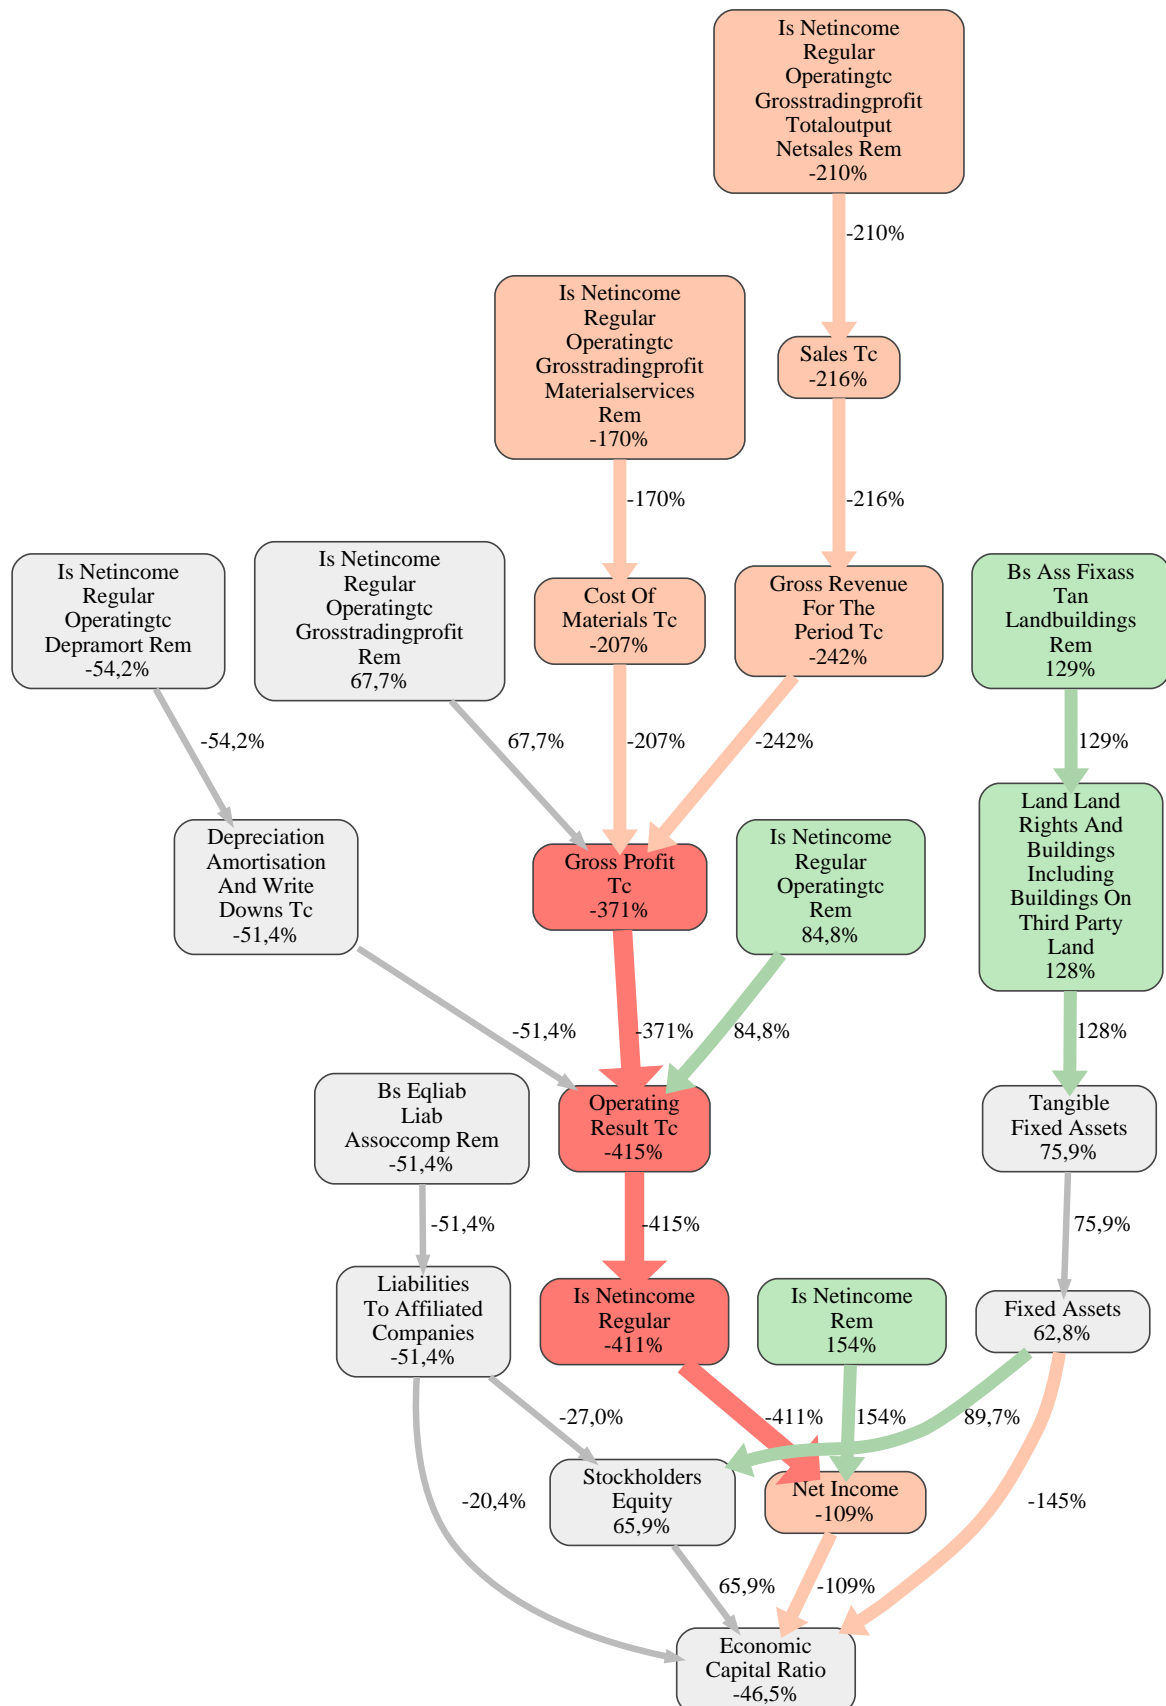 Is Netincome
Regular
Operatingtc
Grosstradingprofit
Totaloutput
Netsales Rem
-210%
-210%
Is Netincome
Regular
Operatingtc
Grosstradingprofit
Materialservices
Rem
-170%
Sales Tc
-216%
-170%
-216%
Is Netincome
Regular
Operatingtc
Depramort Rem
-54,2%
Is Netincome
Regular
Operatingtc
Grosstradingprofit
Rem
67,7%
Cost Of
Materials Tc
-207%
Gross Revenue
For The
Period Tc
-242%
Bs Ass Fixass
Tan
Landbuildings
Rem
129%
-54,2%
67,7%
-207%
-242%
129%
Depreciation
Amortisation
And Write
Downs Tc
-51,4%
Gross Profit
Tc
-371%
Is Netincome
Regular
Operatingtc
Rem
84,8%
Land Land
Rights And
Buildings
Including
Buildings On
Third Party
Land
128%
-51,4%
-371%
84,8%
128%
Bs Eqliab
Liab
Assoccomp Rem
-51,4%
Operating
Result Tc
-415%
Tangible
Fixed Assets
75,9%
-51,4%
-415%
75,9%
Liabilities
To Affiliated
Companies
-51,4%
Is Netincome
Regular
-411%
Is Netincome
Rem
154%
Fixed Assets
62,8%
-27,0%
-411%
154%
89,7%
-20,4%
Stockholders
Equity
65,9%
Net Income
-109%
-145%
65,9%
-109%
Economic
Capital Ratio
-46,5%